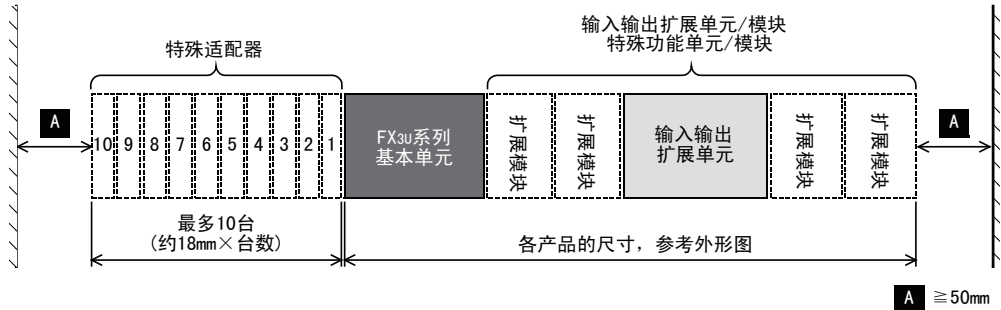 输入输出扩展单元/模块
特殊功能单元/模块
特殊适配器
A
10 9 8 7 6 5 4 3 2 1
FX3U系列
基本单元
扩展模块
扩展模块
输入输出
扩展单元
扩展模块
扩展模块
A
最多10台
(约18mm×台数)
各产品的尺寸，参考外形图
A ≧50mm